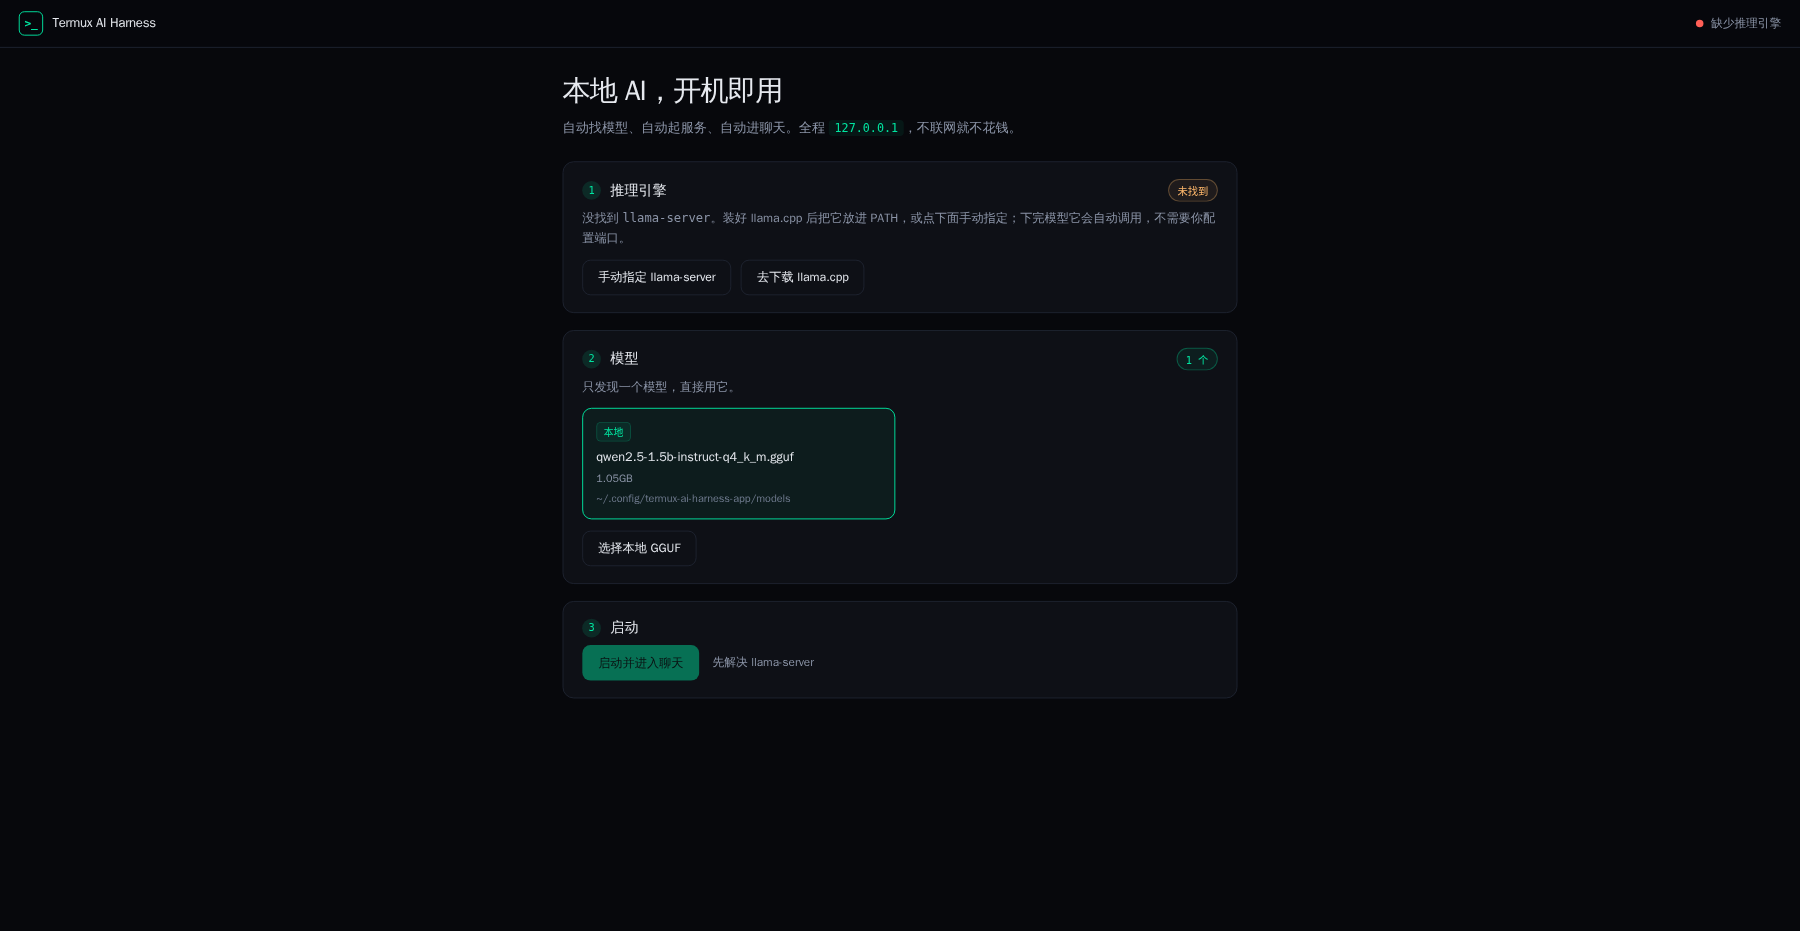 >_ Termux AI Harness
缺少推理引擎
本地 AI，开机即用
自动找模型、自动起服务、自动进聊天。全程 127.0.0.1，不联网就不花钱。
1 推理引擎
未找到
没找到 llama-server。装好 llama.cpp 后把它放进 PATH，或点下面手动指定；下完模型它会自动调用，不需要你配
置端口。
手动指定 llama-server
去下载 llama.cpp
2 模型
1 个
只发现一个模型，直接用它。
本地
qwen2.5-1.5b-instruct-q4_k_m.gguf
1.05GB
~/.config/termux-ai-harness-app/models
选择本地 GGUF
3 启动
启动并进入聊天
先解决 llama-server